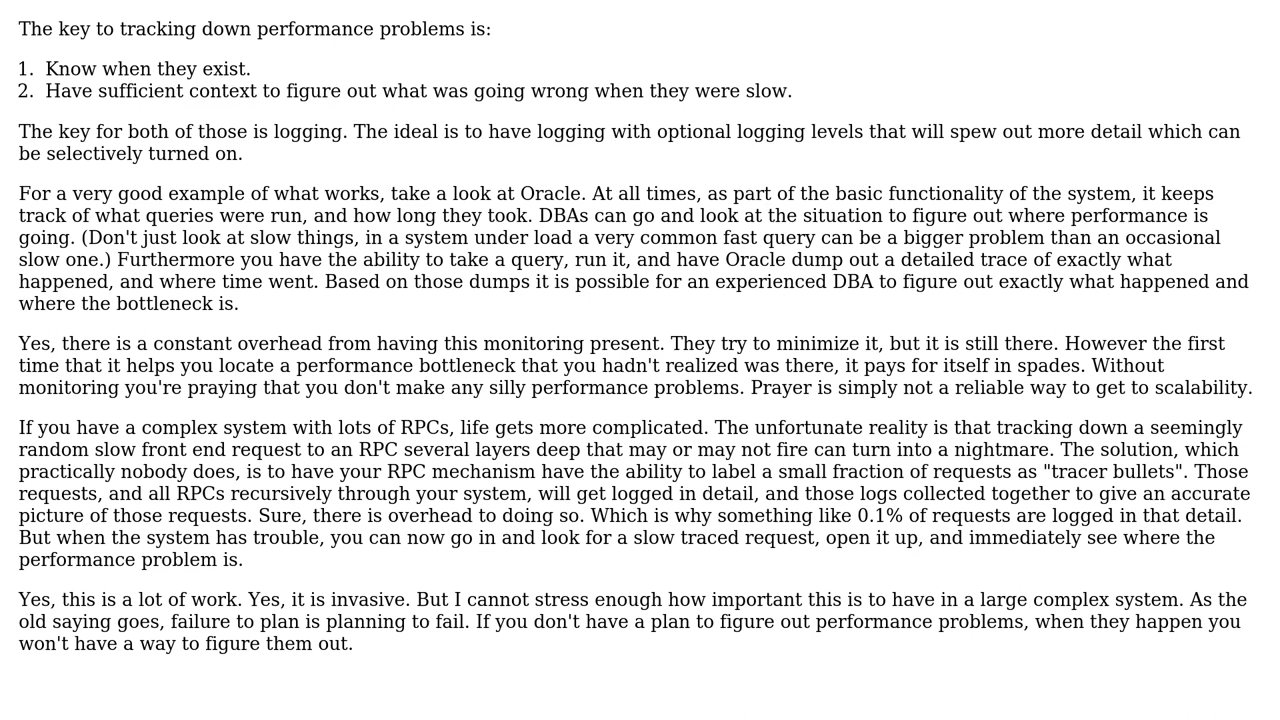 The key to tracking down performance problems is:
1. Know when they exist.
2. Have sufficient context to figure out what was going wrong when they were slow.
The key for both of those is logging. The ideal is to have logging with optional logging levels that will spew out more detail which can
be selectively turned on.
For a very good example of what works, take a look at Oracle. At all times, as part of the basic functionality of the system, it keeps
track of what queries were run, and how long they took. DBAs can go and look at the situation to figure out where performance is
going. (Don't just look at slow things, in a system under load a very common fast query can be a bigger problem than an occasional
slow one.) Furthermore you have the ability to take a query, run it, and have Oracle dump out a detailed trace of exactly what
happened, and where time went. Based on those dumps it is possible for an experienced DBA to figure out exactly what happened and
where the bottleneck is.
Yes, there is a constant overhead from having this monitoring present. They try to minimize it, but it is still there. However the first
time that it helps you locate a performance bottleneck that you hadn't realized was there, it pays for itself in spades. Without
monitoring you're praying that you don't make any silly performance problems. Prayer is simply not a reliable way to get to scalability.
If you have a complex system with lots of RPCs, life gets more complicated. The unfortunate reality is that tracking down a seemingly
random slow front end request to an RPC several layers deep that may or may not fire can turn into a nightmare. The solution, which
practically nobody does, is to have your RPC mechanism have the ability to label a small fraction of requests as "tracer bullets". Those
requests, and all RPCs recursively through your system, will get logged in detail, and those logs collected together to give an accurate
picture of those requests. Sure, there is overhead to doing so. Which is why something like 0.1% of requests are logged in that detail.
But when the system has trouble, you can now go in and look for a slow traced request, open it up, and immediately see where the
performance problem is.
Yes, this is a lot of work. Yes, it is invasive. But I cannot stress enough how important this is to have in a large complex system. As the
old saying goes, failure to plan is planning to fail. If you don't have a plan to figure out performance problems, when they happen you
won't have a way to figure them out.